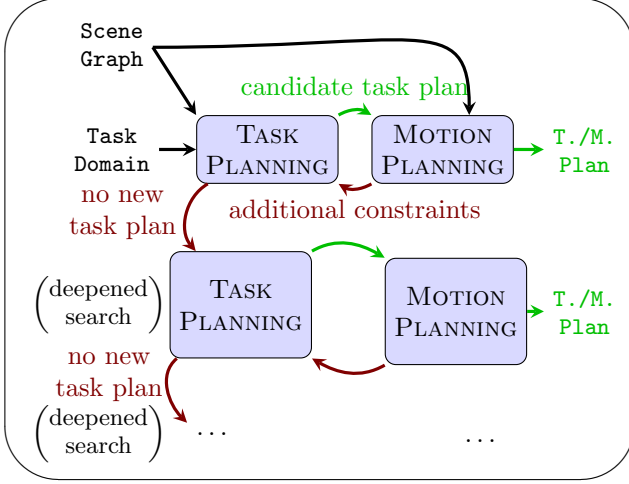 Scene
Graph
candidate task plan
Task
Domain
TASK
PLANNING
MOTION
PLANNING
T./M.
Plan
no new
task plan
additional constraints
(deepened
search)
TASK
PLANNING
MOTION
PLANNING
T./M.
Plan
no new
task plan
(deepened
search)
...
...